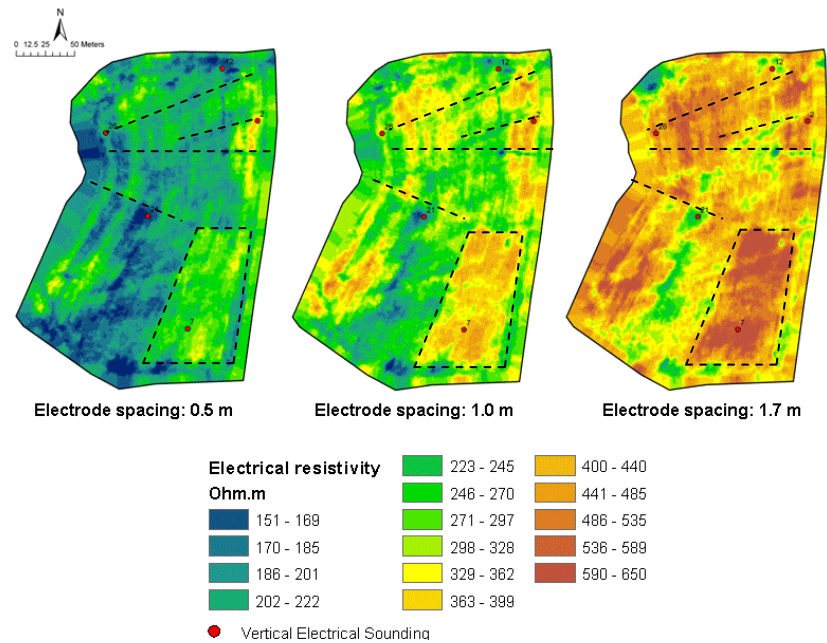 N
0 12.5 25 50 Meters
12
2
26
21
7
12
2
26
21
7
12
2
26
21
7
Electrode spacing: 0.5 m
Electrode spacing: 1.0 m
Electrode spacing: 1.7 m
Electrical resistivity
Ohm.m
151 - 169
170 - 185
186 - 201
202 - 222
223 - 245
246 - 270
271 - 297
298 - 328
329 - 362
363 - 399
400 - 440
441 - 485
486 - 535
536 - 589
590 - 650
Vertical Electrical Sounding